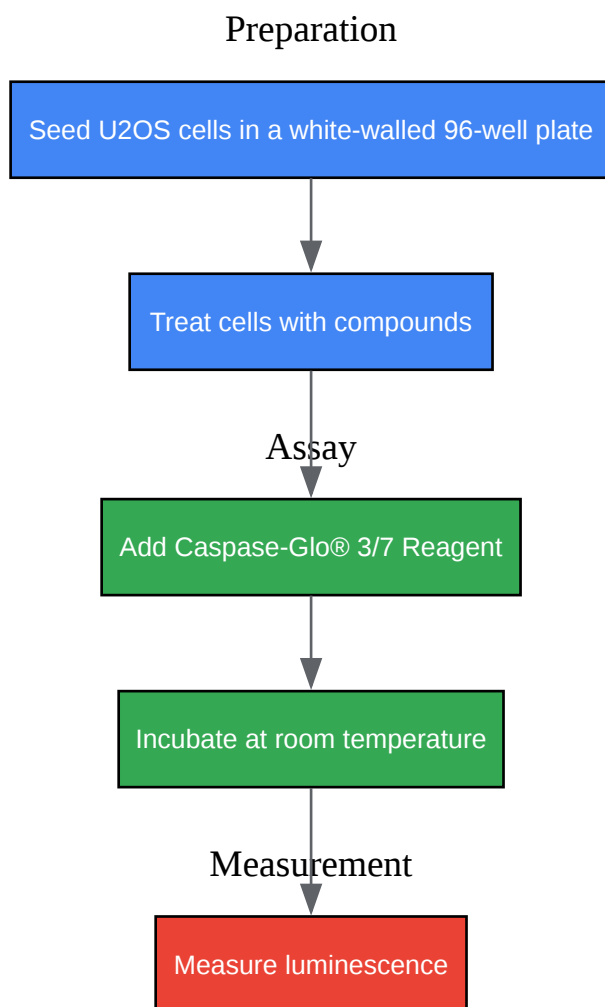 Preparation
Seed U2OS cells in a white-walled 96-well plate
Treat cells with compounds
Assay
Add Caspase-Glo® 3/7 Reagent
Incubate at room temperature
Measurement
Measure luminescence